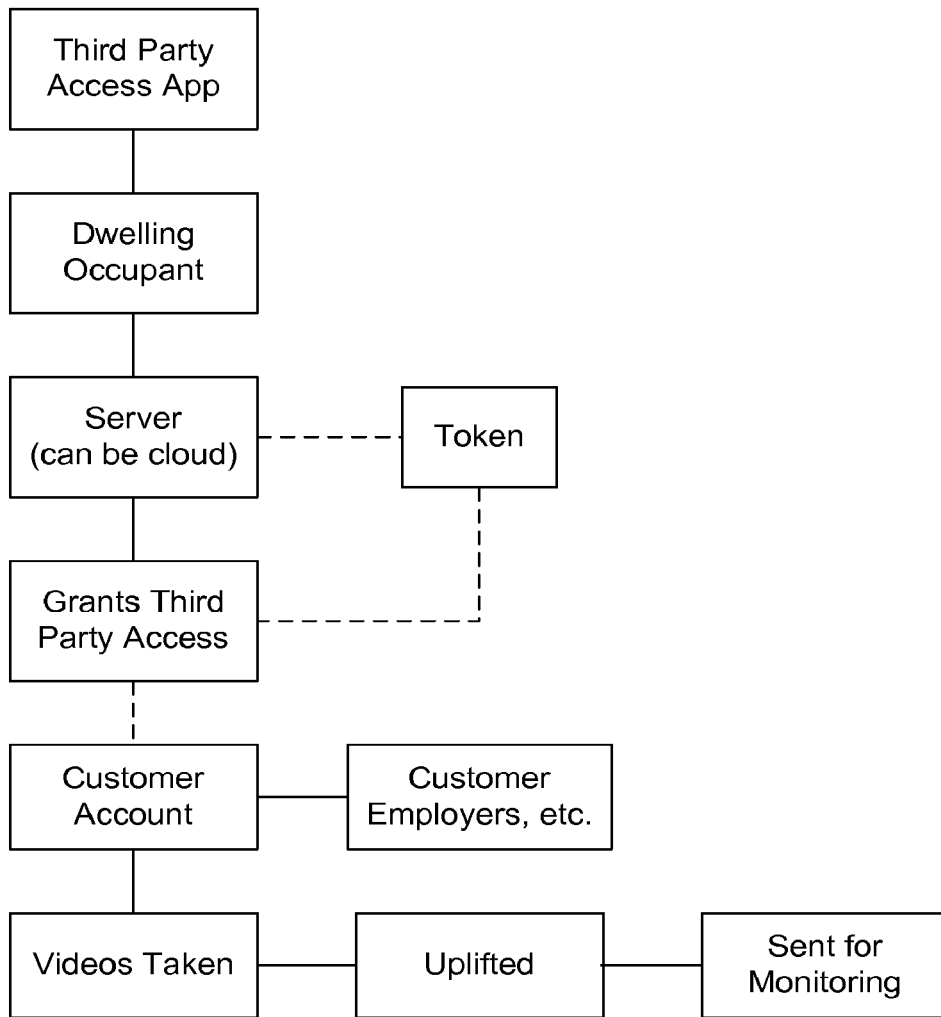 Third Party
Access App
Dwelling
Occupant
Server
(can be cloud)
Token
Grants Third
Party Access
Customer
Account
Customer
Employers, etc.
Videos Taken
Uplifted
Sent for
Monitoring